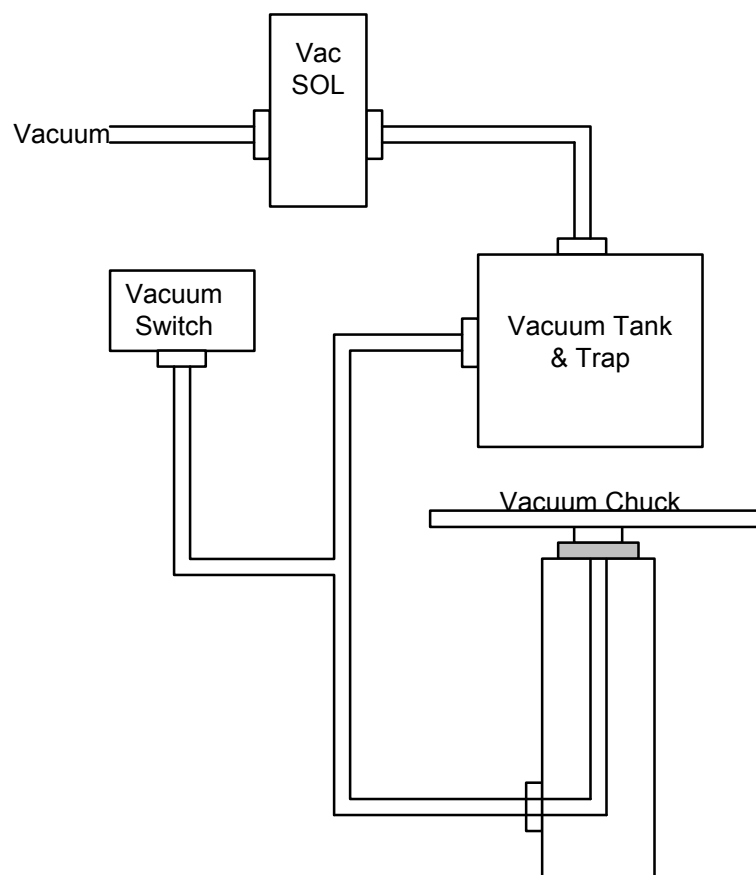 Vac
SOL
Vacuum
Vacuum
Switch
Vacuum Tank
& Trap
Vacuum Chuck